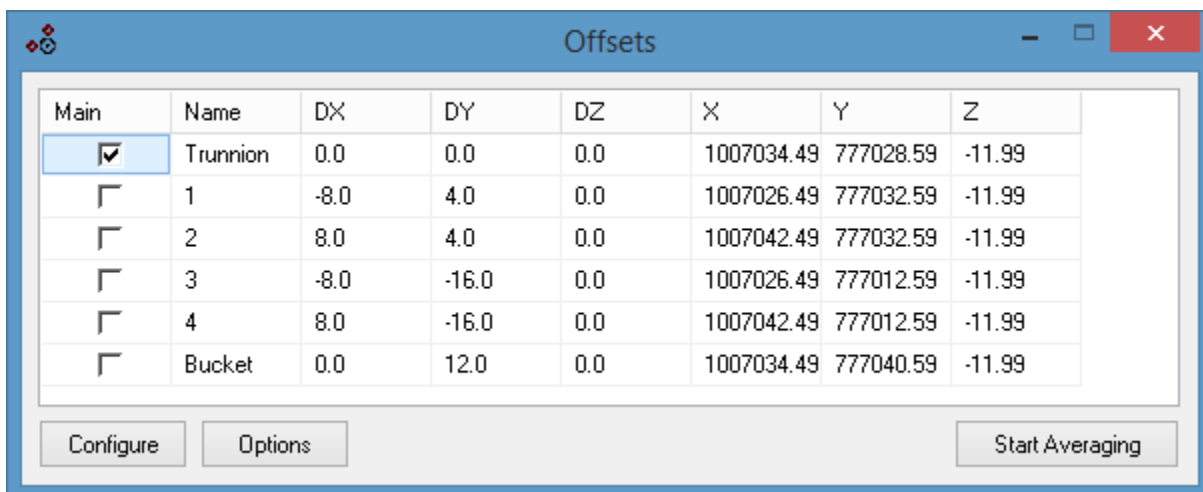 Offsets
Main Name DX DY DZ X Y Z
Trunnion 0.0 0.0 0.0 1007034.49 777028.59 -11.99
1 -8.0 4.0 0.0 1007026.49 777032.59 -11.99
2 8.0 4.0 0.0 1007042.49 777032.59 -11.99
3 -8.0 -16.0 0.0 1007026.49 777012.59 -11.99
4 8.0 -16.0 0.0 1007042.49 777012.59 -11.99
Bucket 0.0 12.0 0.0 1007034.49 777040.59 -11.99
Configure Options Start Averaging